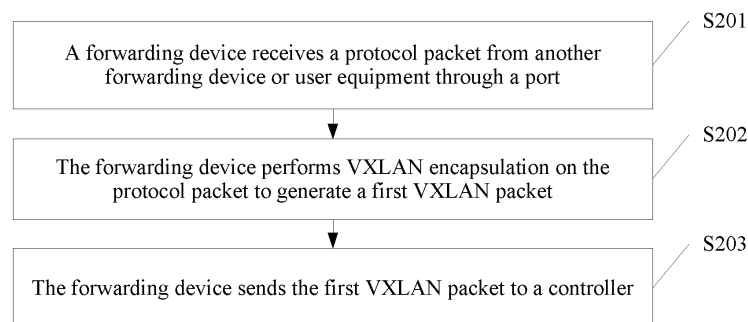 S201
A forwarding device receives a protocol packet from another
forwarding device or user equipment through a port
S202
The forwarding device performs VXLAN encapsulation on the
protocol packet to generate a first VXLAN packet
S203
The forwarding device sends the first VXLAN packet to a controller